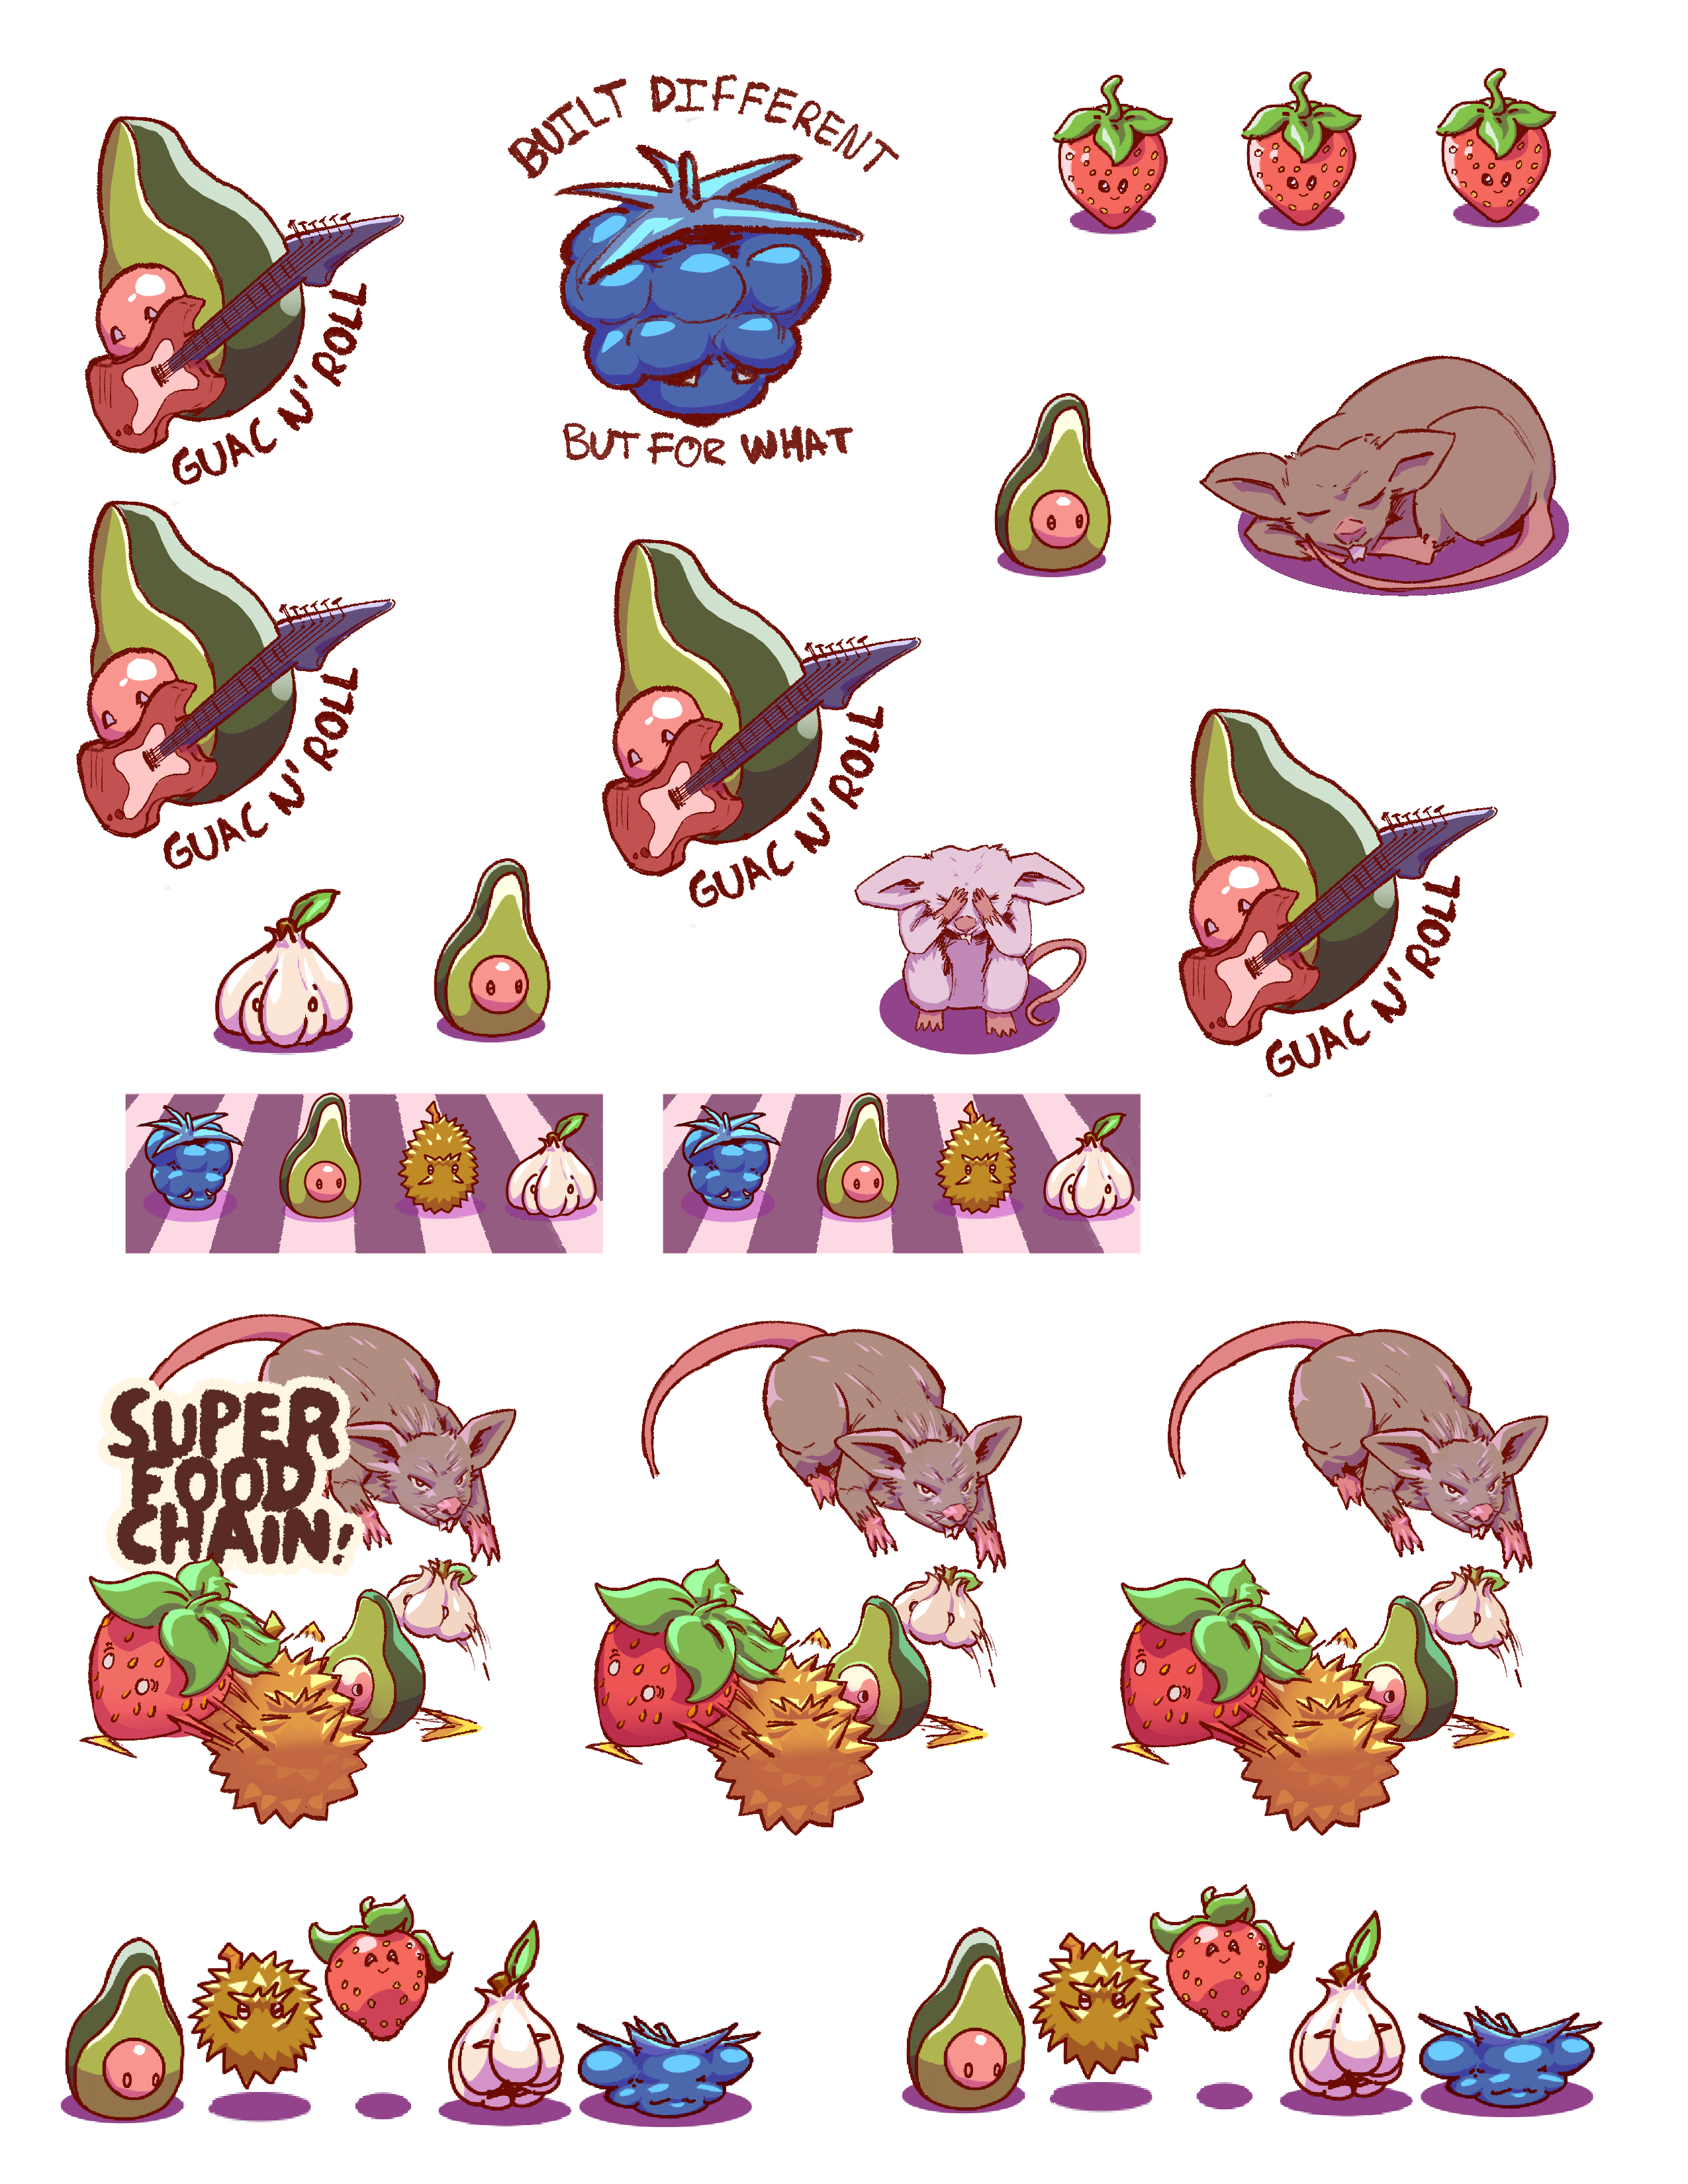 BUILT DIFFERENT
BUT FOR WHAT
GUAC N' ROLL
GUAC N' ROLL
GUAC N' ROLL
GUAC N' ROLL
SUPER
FOOD
CHAIN!